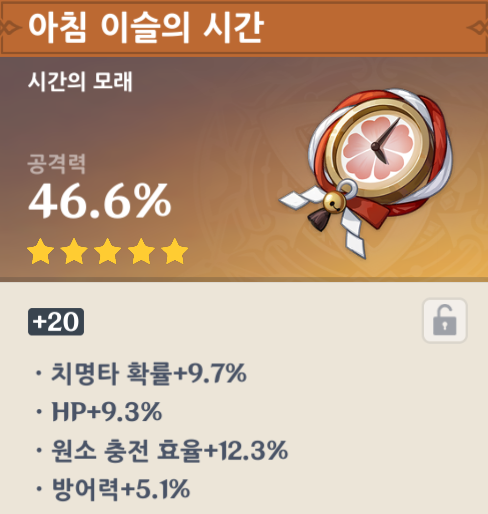 아침 이슬의 시간
시간의 모래
공격력
46.6%
+20
· 치명타 확률+9.7%
· HP+9.3%
· 원소 충전 효율+12.3%
· 방어력+5.1%